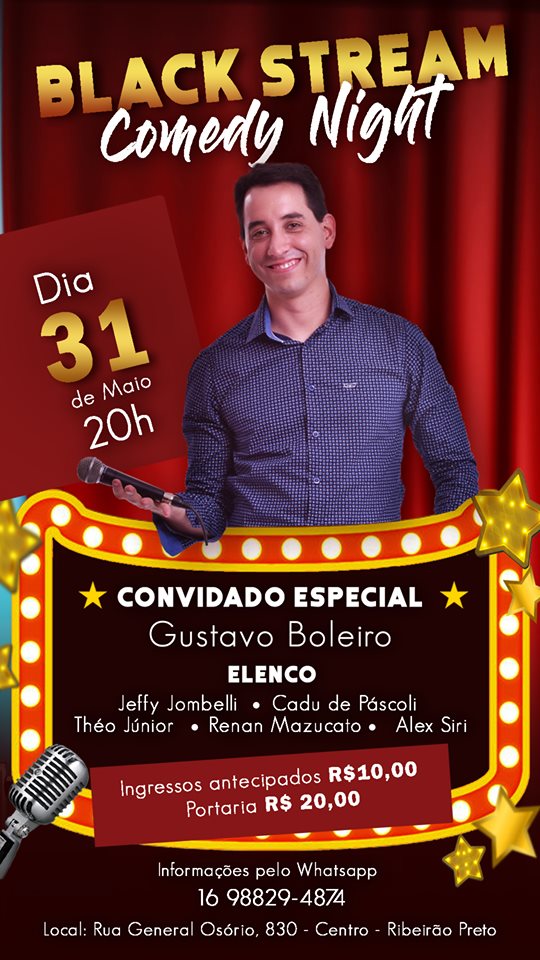 BLACK STREAM
Comedy Night
Dia
31
de Maio
20h
CONVIDADO ESPECIAL
Gustavo Boleiro
ELENCO
Jeffy Jombelli • Cadu de Páscoli
Théo Júnior • Renan Mazucato • Alex Siri
Ingressos antecipados R$10,00
Portaria R$ 20,00
Informações pelo Whatsapp
16 98829-4874
Local: Rua General Osório, 830 - Centro - Ribeirão Preto